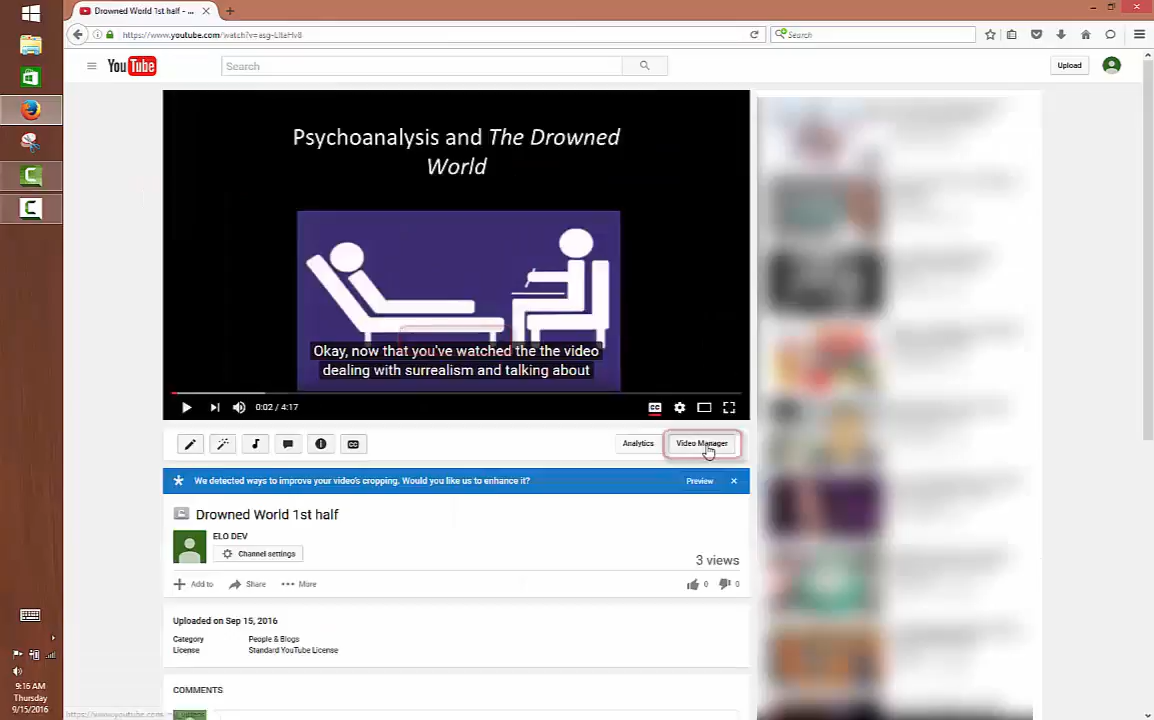 Drowned World 1st half - ...
https://www.youtube.com/watch?v=asg-LIteHv8
Search
YouTube
Search
Upload
Psychoanalysis and The Drowned
World
Okay, now that you've watched the the video
dealing with surrealism and talking about
0:02 / 4:17
CC
Analytics
Video Manager
We detected ways to improve your video's cropping. Would you like us to enhance it?
Preview
Drowned World 1st half
ELO DEV
Channel settings
3 views
Add to
Share
More
0
0
Uploaded on Sep 15, 2016
Category People & Blogs
License Standard YouTube License
COMMENTS
9:16 AM
Thursday
9/15/2016